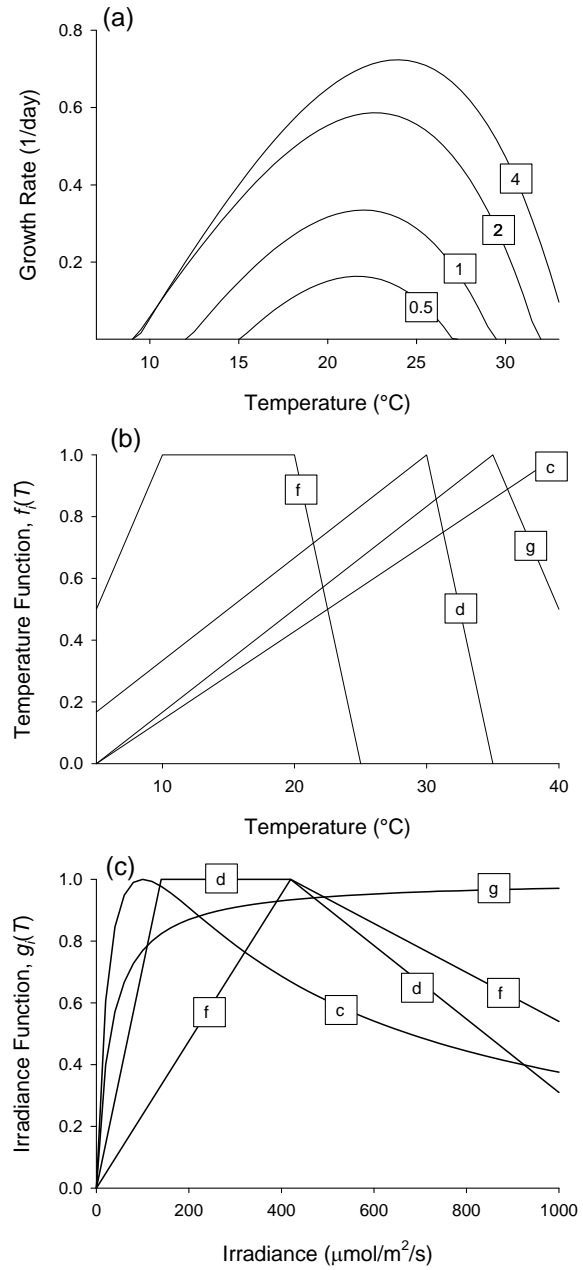 (a)
0.8
0.6
0.4
0.2
Growth Rate (1/day)
4
2
1
0.5
10 15 20 25 30
Temperature (°C)
(b)
1.0
0.8
0.6
0.4
0.2
0.0
Temperature Function, fi(T)
f
c
g
d
10 20 30 40
Temperature (°C)
(c)
1.0
0.8
0.6
0.4
0.2
0.0
Irradiance Function, gi(T)
d
g
d
f
f
c
0 200 400 600 800 1000
Irradiance (μmol/m²/s)